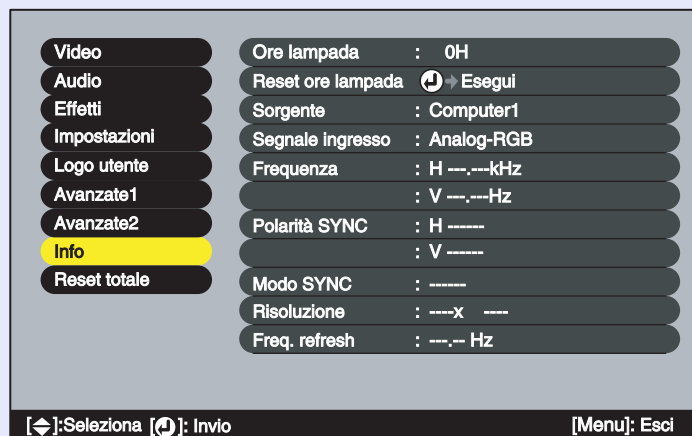 Video
Audio
Effetti
Impostazioni
Logo utente
Avanzate1
Avanzate2
Info
Reset totale
Ore lampada : 0H
Reset ore lampada Esegui
Sorgente : Computer1
Segnale ingresso : Analog-RGB
Frequenza : H ---.---kHz
: V ---.---Hz
Polarità SYNC : H ------
: V ------
Modo SYNC : ------
Risoluzione : ----x ----
Freq. refresh : ---.-- Hz
[ ]:Seleziona [ ]: Invio [Menu]: Esci